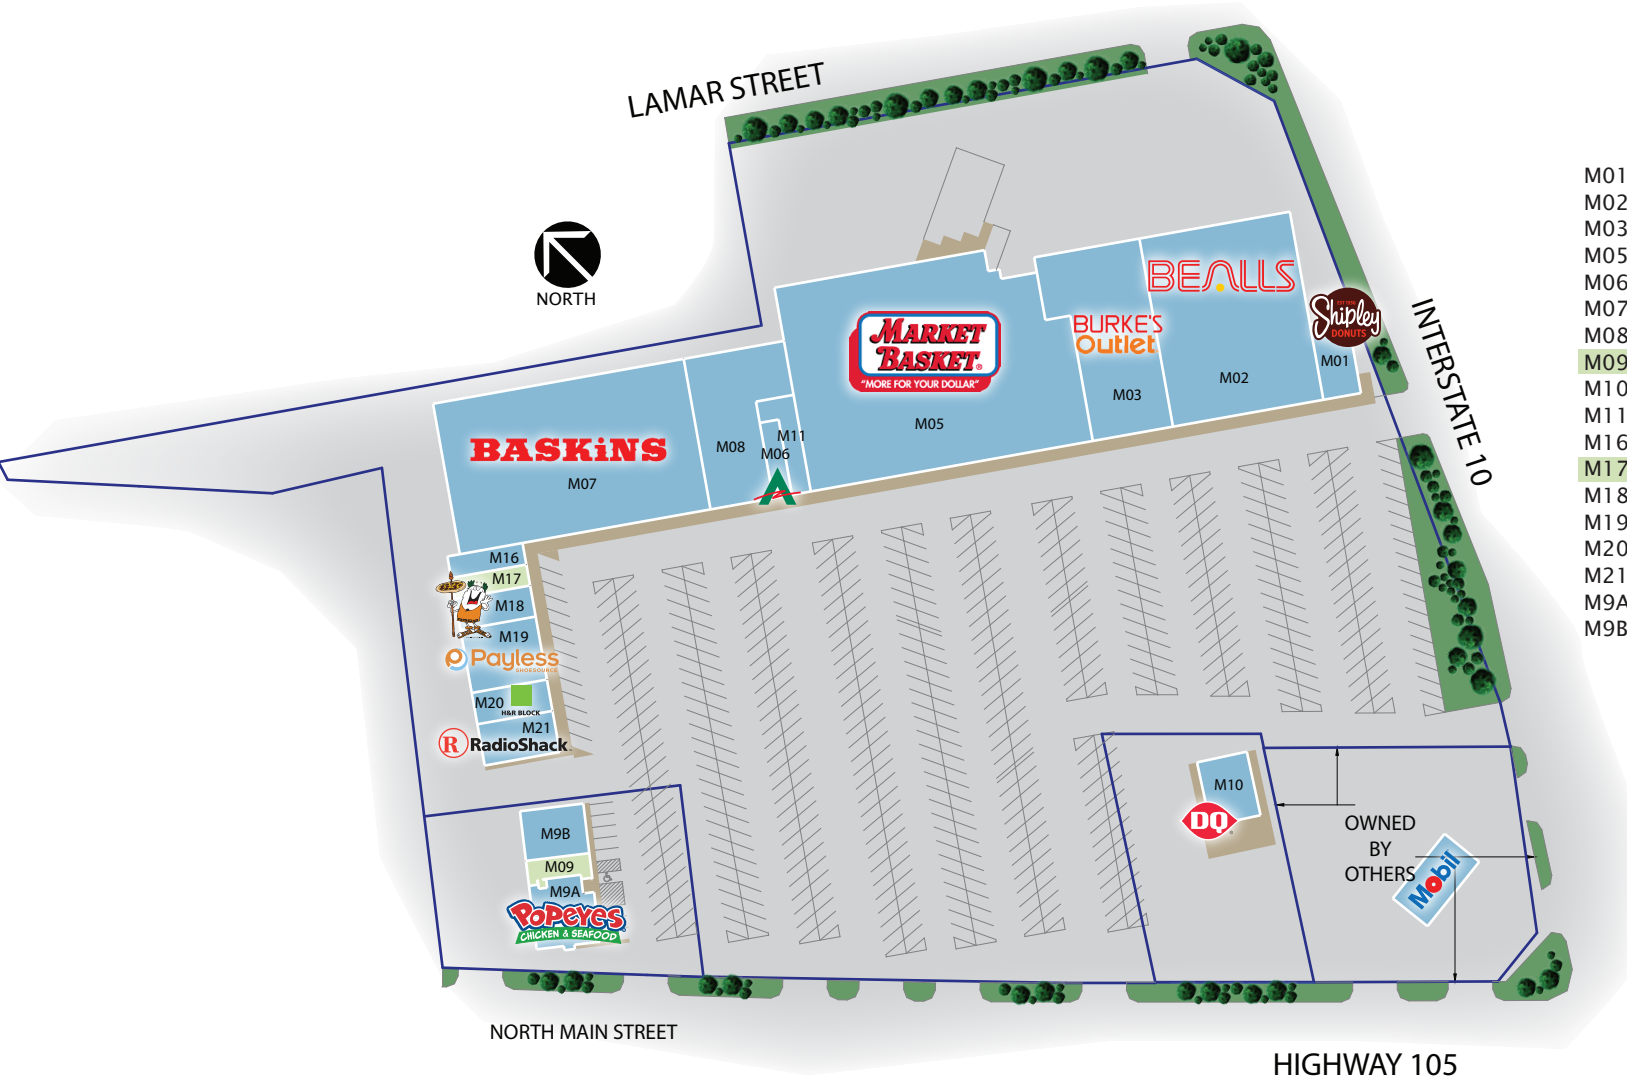 LAMAR STREET
NORTH
INTERSTATE 10
BEALLS
EST 1936
Shipley
DONUTS
M01
M02
BURKE'S
Outlet
M03
MARKET
BASKET®
"MORE FOR YOUR DOLLAR"
M05
M11
M06
M08
BASKiNS
M07
M16
M17
M18
M19
Payless
SHOESOURCE
M20
H&R BLOCK
M21
R RadioShack
M9B
M09
M9A
POPEYES
CHICKEN & SEAFOOD
M10
DQ®
OWNED
BY
OTHERS
Mobil
NORTH MAIN STREET
HIGHWAY 105
M01
M02
M03
M05
M06
M07
M08
M09
M10
M11
M16
M17
M18
M19
M20
M21
M9A
M9B